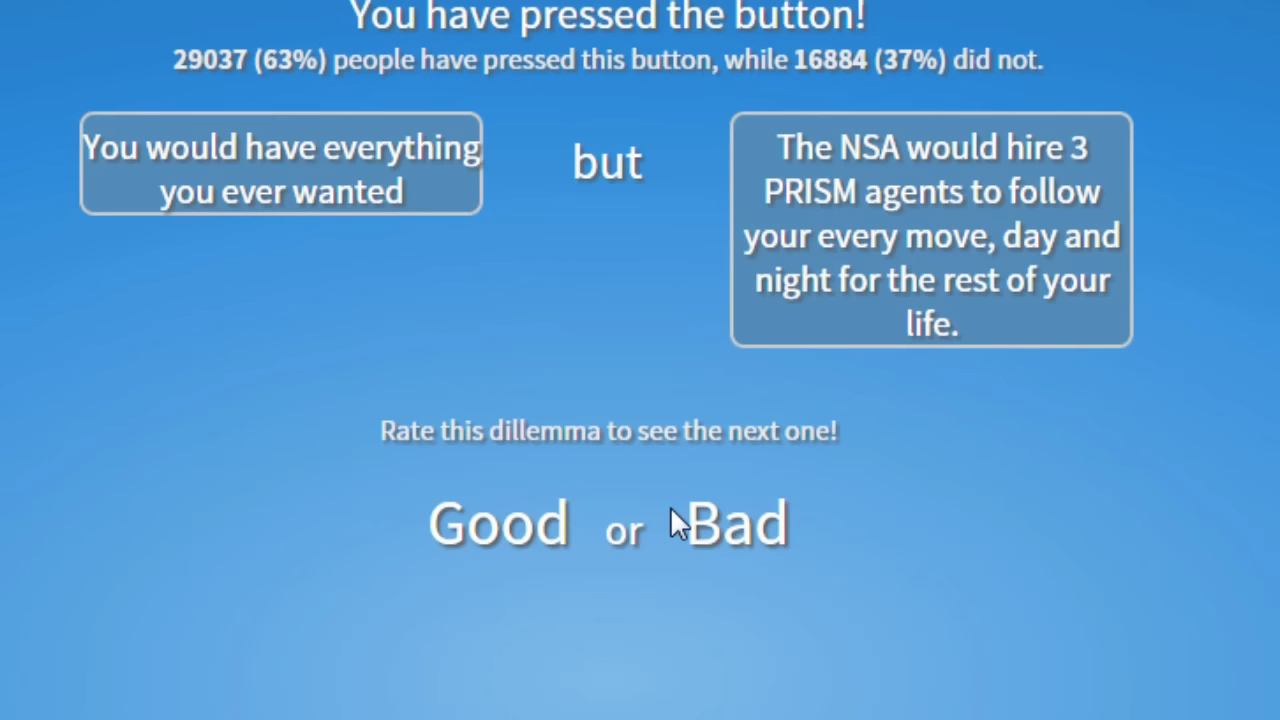 You have pressed the button!
29037 (63%) people have pressed this button, while 16884 (37%) did not.
You would have everything
you ever wanted
but
The NSA would hire 3
PRISM agents to follow
your every move, day and
night for the rest of your
life.
Rate this dillemma to see the next one!
Good or Bad